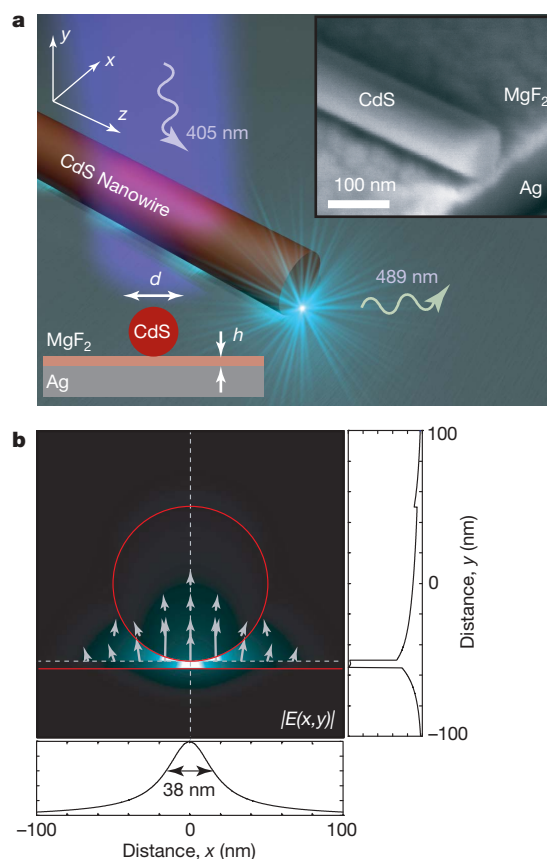 a
y
x
z
405 nm
CdS
MgF2
Ag
100 nm
CdS Nanowire
489 nm
d
CdS
h
MgF2
Ag
b
100
0
−100
Distance, y (nm)
|E(x,y)|
38 nm
−100
0
100
Distance, x (nm)